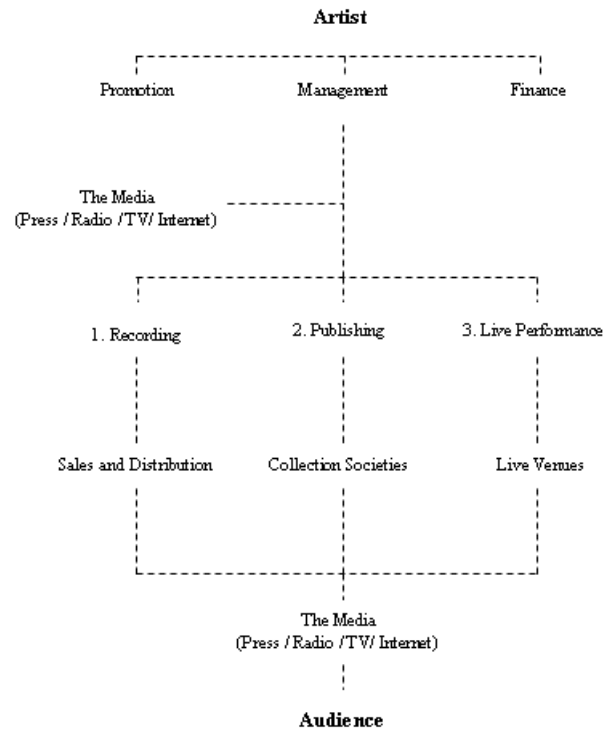 Artist
Promotion
Management
Finance
The Media
(Press / Radio / TV/ Internet)
1. Recording
2. Publishing
3. Live Performance
Sales and Distribution
Collection Societies
Live Venues
The Media
(Press / Radio / TV/ Internet)
Audience